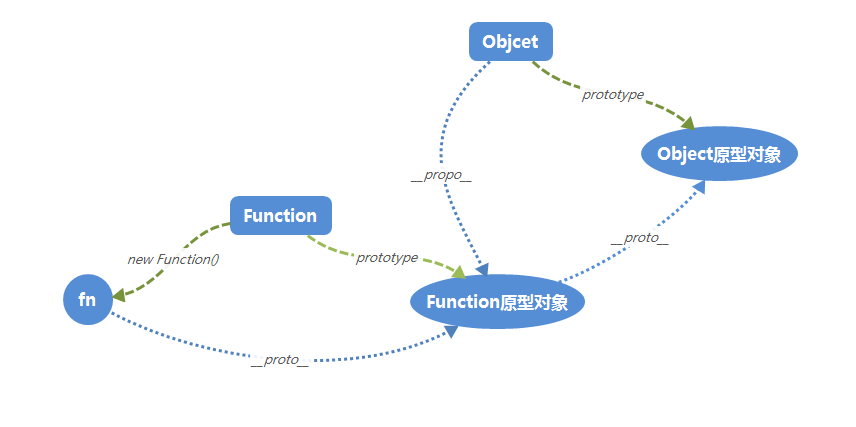 Objcet
prototype
Object原型对象
__propo__
Function
__proto__
new Function()
prototype
fn
Function原型对象
__proto__